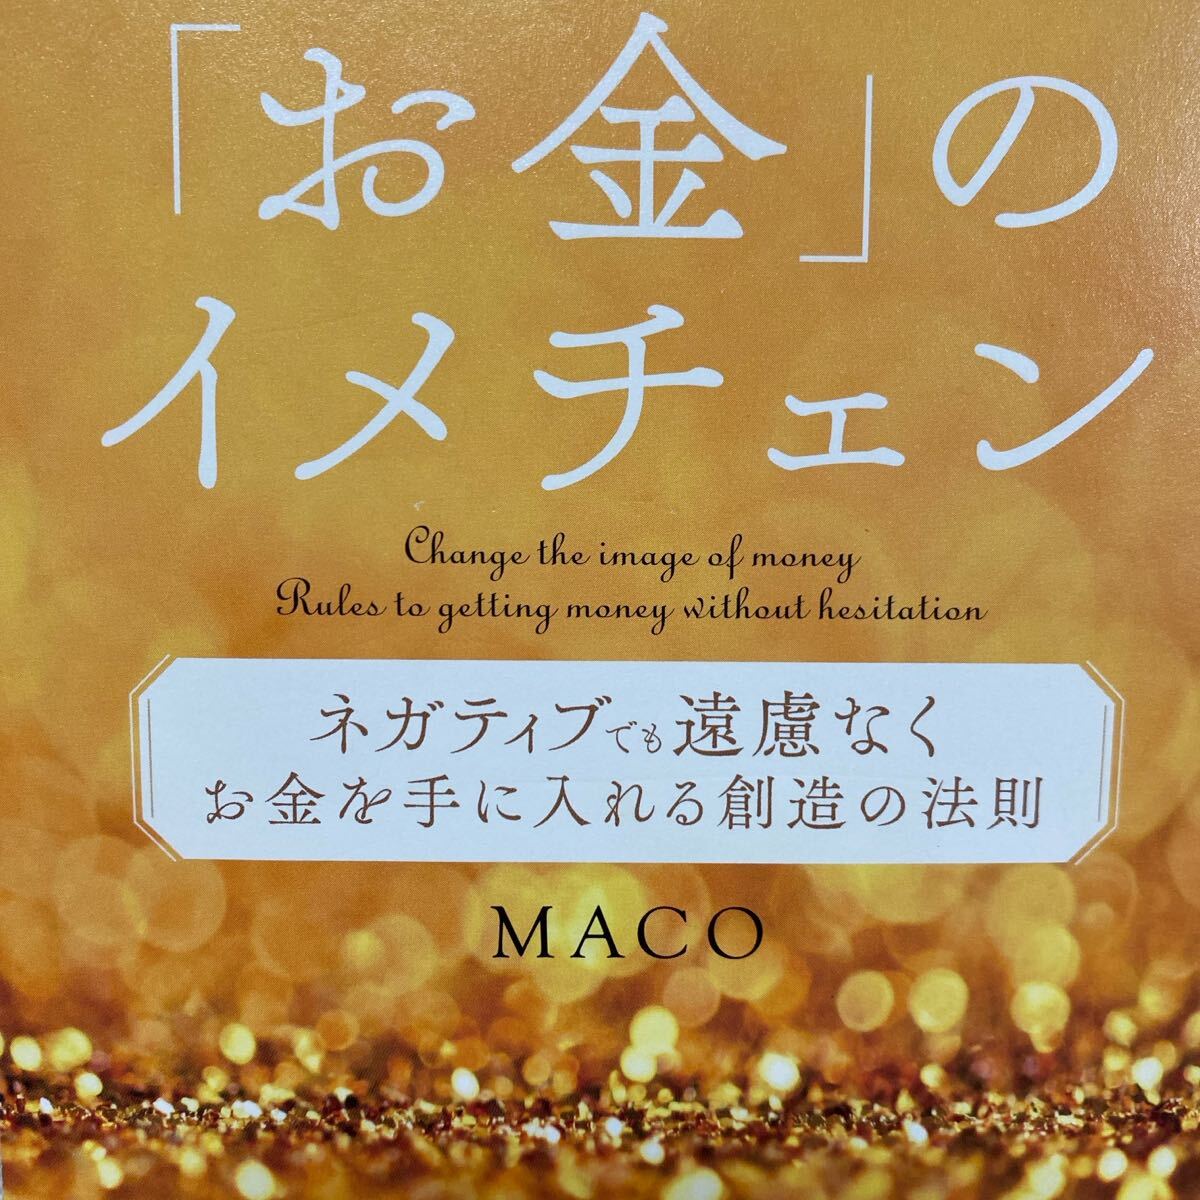 「お金」の
イメチェン
Change the image of money
Rules to getting money without hesitation
ネガティブでも遠慮なく
お金を手に入れる創造の法則
MACO